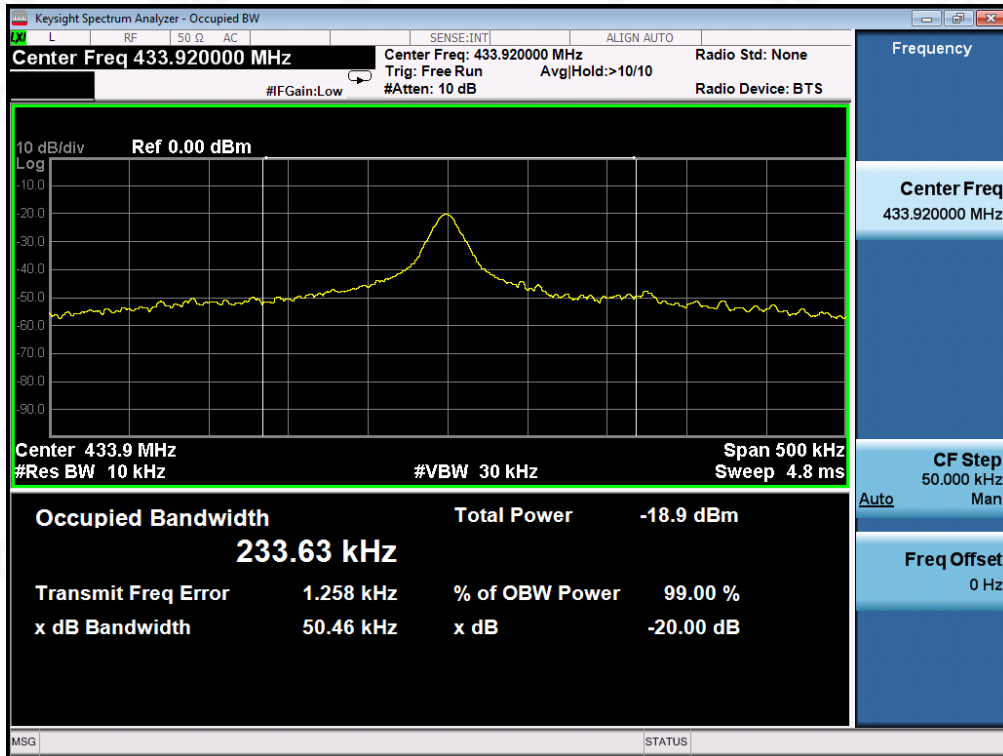 Keysight Spectrum Analyzer - Occupied BW
LXI L RF 50 Ω AC SENSE:INT ALIGN AUTO
Center Freq 433.920000 MHz
Center Freq: 433.920000 MHz
Radio Std: None
Trig: Free Run Avg|Hold:>10/10
#IFGain:Low
#Atten: 10 dB
Radio Device: BTS
10 dB/div Ref 0.00 dBm
Log
-10.0
-20.0
-30.0
-40.0
-50.0
-60.0
-70.0
-80.0
-90.0
Center 433.9 MHz Span 500 kHz
#Res BW 10 kHz #VBW 30 kHz Sweep 4.8 ms
Occupied Bandwidth Total Power -18.9 dBm
233.63 kHz
Transmit Freq Error 1.258 kHz % of OBW Power 99.00 %
x dB Bandwidth 50.46 kHz x dB -20.00 dB
MSG STATUS
Frequency
Center Freq
433.920000 MHz
CF Step
50.000 kHz
Auto Man
Freq Offset
0 Hz